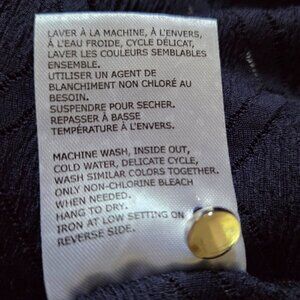 LAVER À LA MACHINE, À L'ENVERS,
À L'EAU FROIDE, CYCLE DÉLICAT,
LAVER LES COULEURS SEMBLABLES
ENSEMBLE.
UTILISER UN AGENT DE
BLANCHIMENT NON CHLORÉ AU
BESOIN.
SUSPENDRE POUR SECHER.
REPASSER À BASSE
TEMPÉRATURE À L'ENVERS.
MACHINE WASH, INSIDE OUT,
COLD WATER, DELICATE CYCLE,
WASH SIMILAR COLORS TOGETHER.
ONLY NON-CHLORINE BLEACH
WHEN NEEDED.
HANG TO DRY.
IRON AT LOW SETTING ON
REVERSE SIDE.